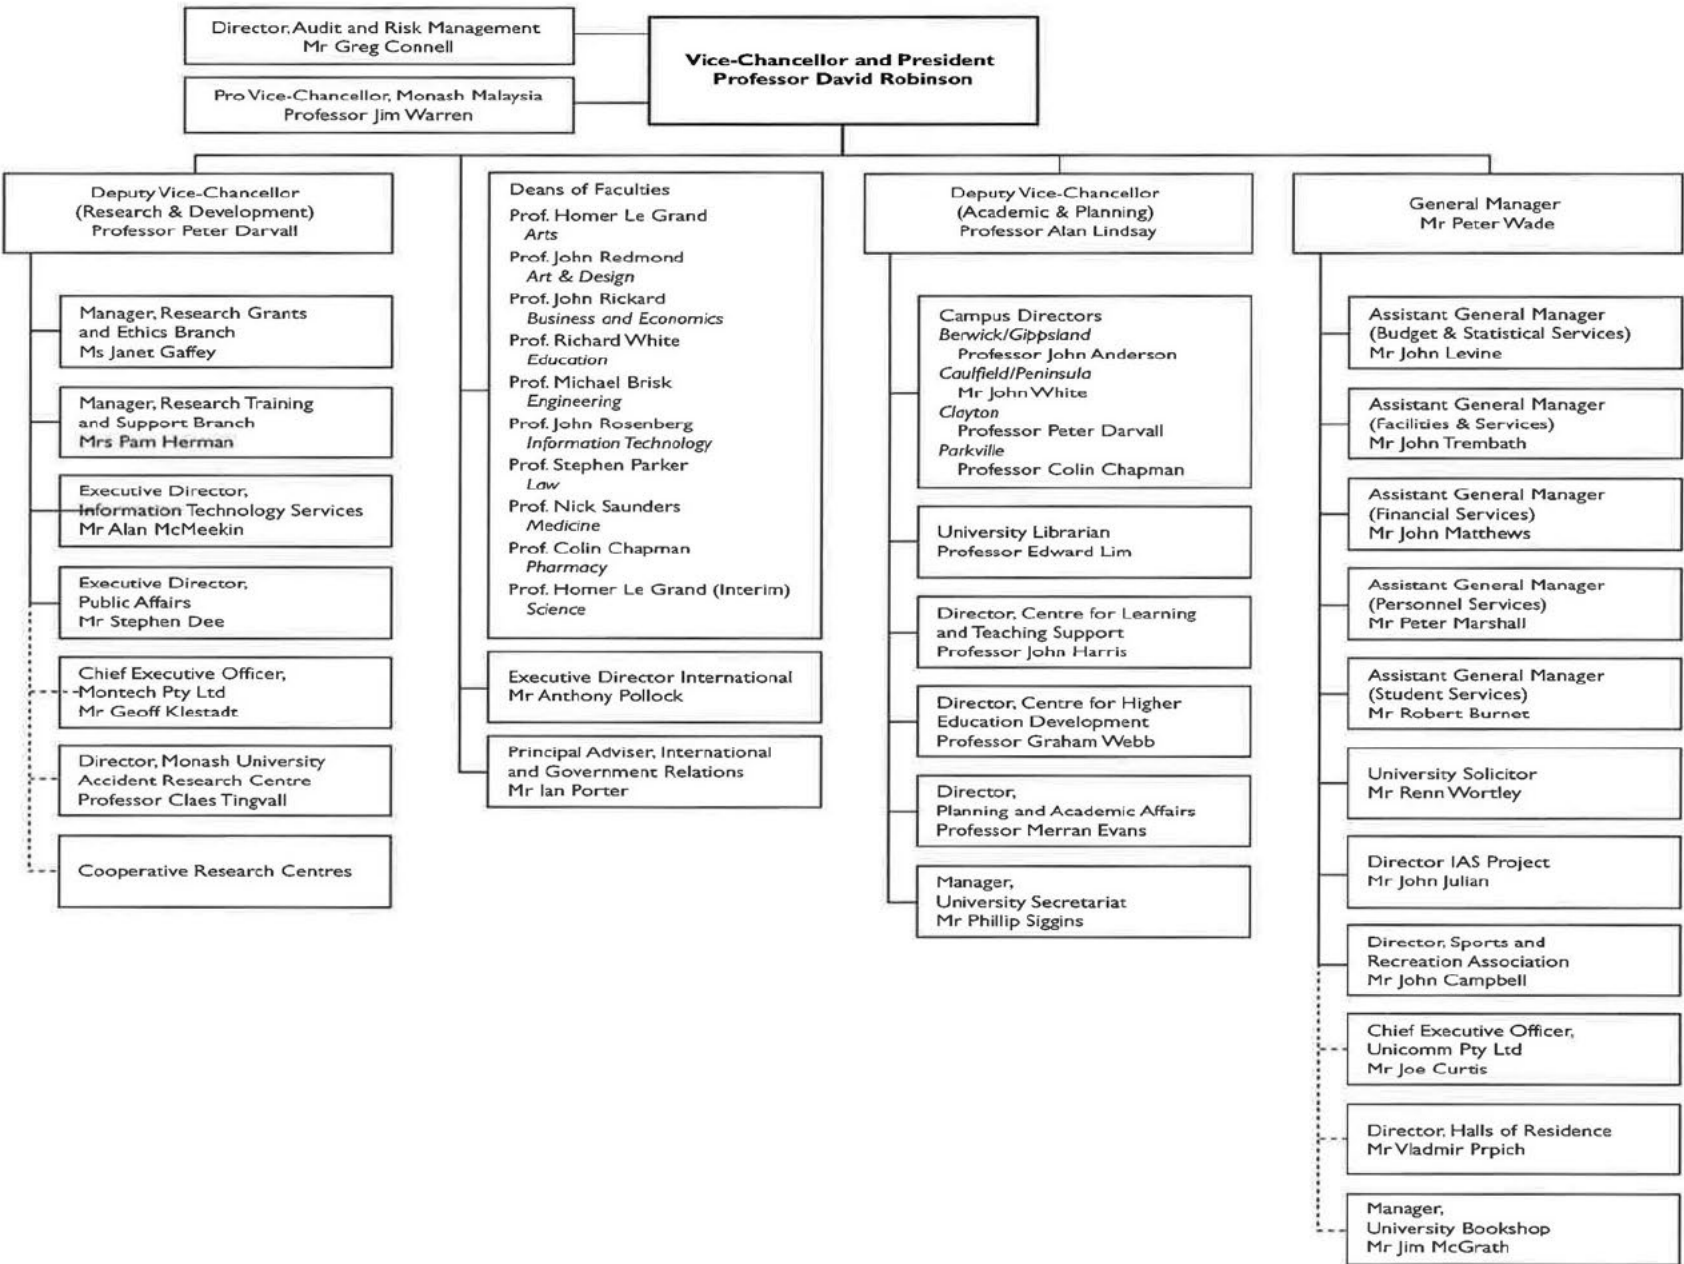 Director, Audit and Risk Management
Mr Greg Connell
Pro Vice-Chancellor, Monash Malaysia
Professor Jim Warren
Vice-Chancellor and President
Professor David Robinson
Deputy Vice-Chancellor
(Research & Development)
Professor Peter Darvall
Manager, Research Grants
and Ethics Branch
Ms Janet Gaffey
Manager, Research Training
and Support Branch
Mrs Pam Herman
Executive Director,
Information Technology Services
Mr Alan McMeekin
Executive Director,
Public Affairs
Mr Stephen Dee
Chief Executive Officer,
Montech Pty Ltd
Mr Geoff Klestadt
Director, Monash University
Accident Research Centre
Professor Claes Tingvall
Cooperative Research Centres
Deans of Faculties
Prof. Homer Le Grand
Arts
Prof. John Redmond
Art & Design
Prof. John Rickard
Business and Economics
Prof. Richard White
Education
Prof. Michael Brisk
Engineering
Prof. John Rosenberg
Information Technology
Prof. Stephen Parker
Law
Prof. Nick Saunders
Medicine
Prof. Colin Chapman
Pharmacy
Prof. Homer Le Grand (Interim)
Science
Executive Director International
Mr Anthony Pollock
Principal Adviser, International
and Government Relations
Mr Ian Porter
Deputy Vice-Chancellor
(Academic & Planning)
Professor Alan Lindsay
Campus Directors
Berwick/Gippsland
Professor John Anderson
Caulfield/Peninsula
Mr John White
Clayton
Professor Peter Darvall
Parkville
Professor Colin Chapman
University Librarian
Professor Edward Lim
Director, Centre for Learning
and Teaching Support
Professor John Harris
Director, Centre for Higher
Education Development
Professor Graham Webb
Director,
Planning and Academic Affairs
Professor Merran Evans
Manager,
University Secretariat
Mr Phillip Siggins
General Manager
Mr Peter Wade
Assistant General Manager
(Budget & Statistical Services)
Mr John Levine
Assistant General Manager
(Facilities & Services)
Mr John Trembath
Assistant General Manager
(Financial Services)
Mr John Matthews
Assistant General Manager
(Personnel Services)
Mr Peter Marshall
Assistant General Manager
(Student Services)
Mr Robert Burnet
University Solicitor
Mr Renn Wortley
Director IAS Project
Mr John Julian
Director, Sports and
Recreation Association
Mr John Campbell
Chief Executive Officer,
Unicomm Pty Ltd
Mr Joe Curtis
Director, Halls of Residence
Mr Vladmir Prpich
Manager,
University Bookshop
Mr Jim McGrath